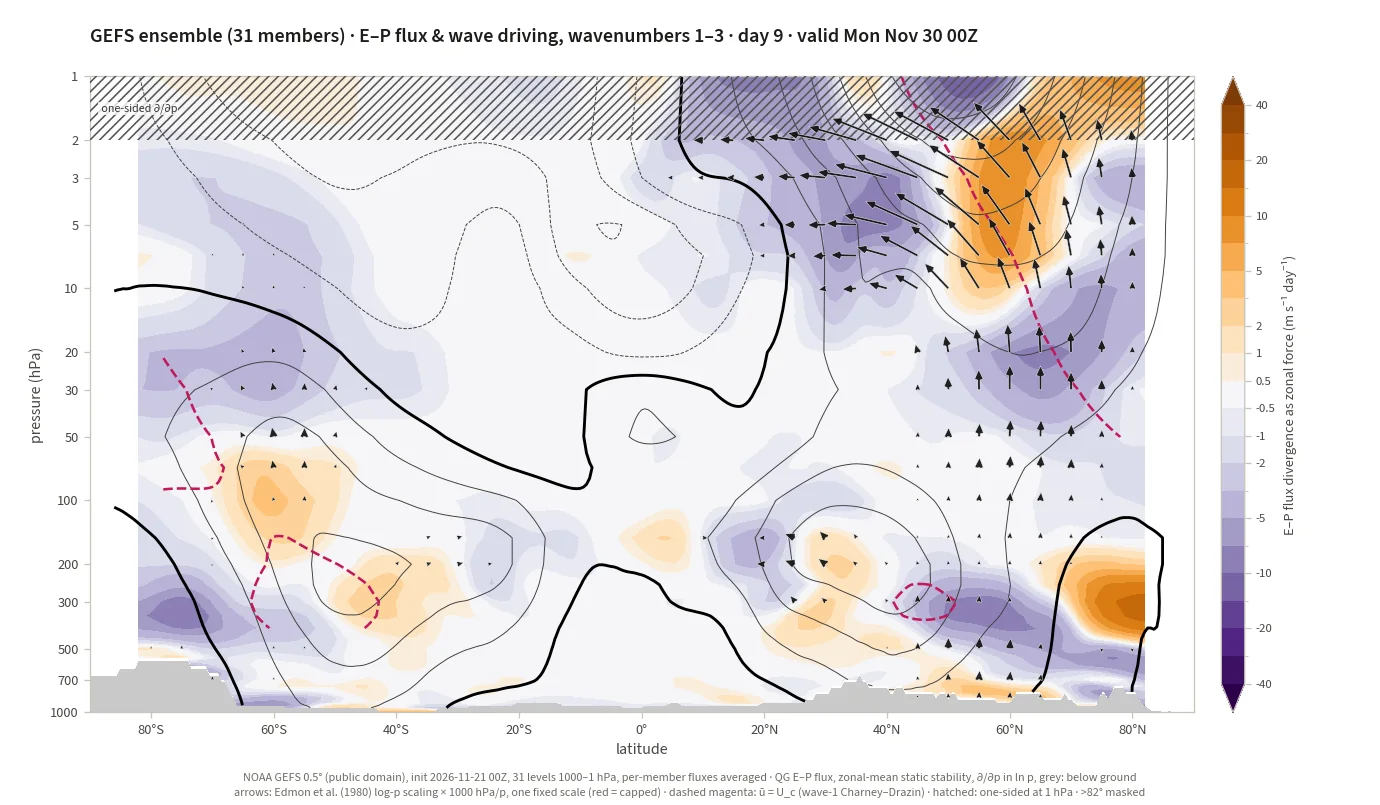 GEFS ensemble (31 members) · E–P flux & wave driving, wavenumbers 1–3 · day 9 · valid Mon Nov 30 00Z
one-sided ∂/∂p
pressure (hPa)
1
2
3
5
10
20
30
50
100
200
300
500
700
1000
80°S
60°S
40°S
20°S
0°
20°N
40°N
60°N
80°N
latitude
40
20
10
5
2
1
0.5
-0.5
-1
-2
-5
-10
-20
-40
E–P flux divergence as zonal force (m s⁻¹ day⁻¹)
NOAA GEFS 0.5° (public domain), init 2026-11-21 00Z, 31 levels 1000–1 hPa, per-member fluxes averaged · QG E–P flux, zonal-mean static stability, ∂/∂p in ln p, grey: below ground
arrows: Edmon et al. (1980) log-p scaling × 1000 hPa/p, one fixed scale (red = capped) · dashed magenta: ū = U_c (wave-1 Charney–Drazin) · hatched: one-sided at 1 hPa · >82° masked